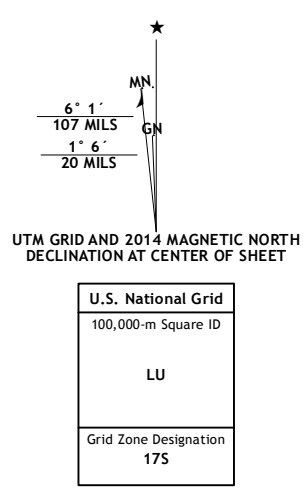 MN.
6° 1´
107 MILS
GN
1° 6´
20 MILS
UTM GRID AND 2014 MAGNETIC NORTH
DECLINATION AT CENTER OF SHEET
U.S. National Grid
100,000-m Square ID
LU
Grid Zone Designation
17S